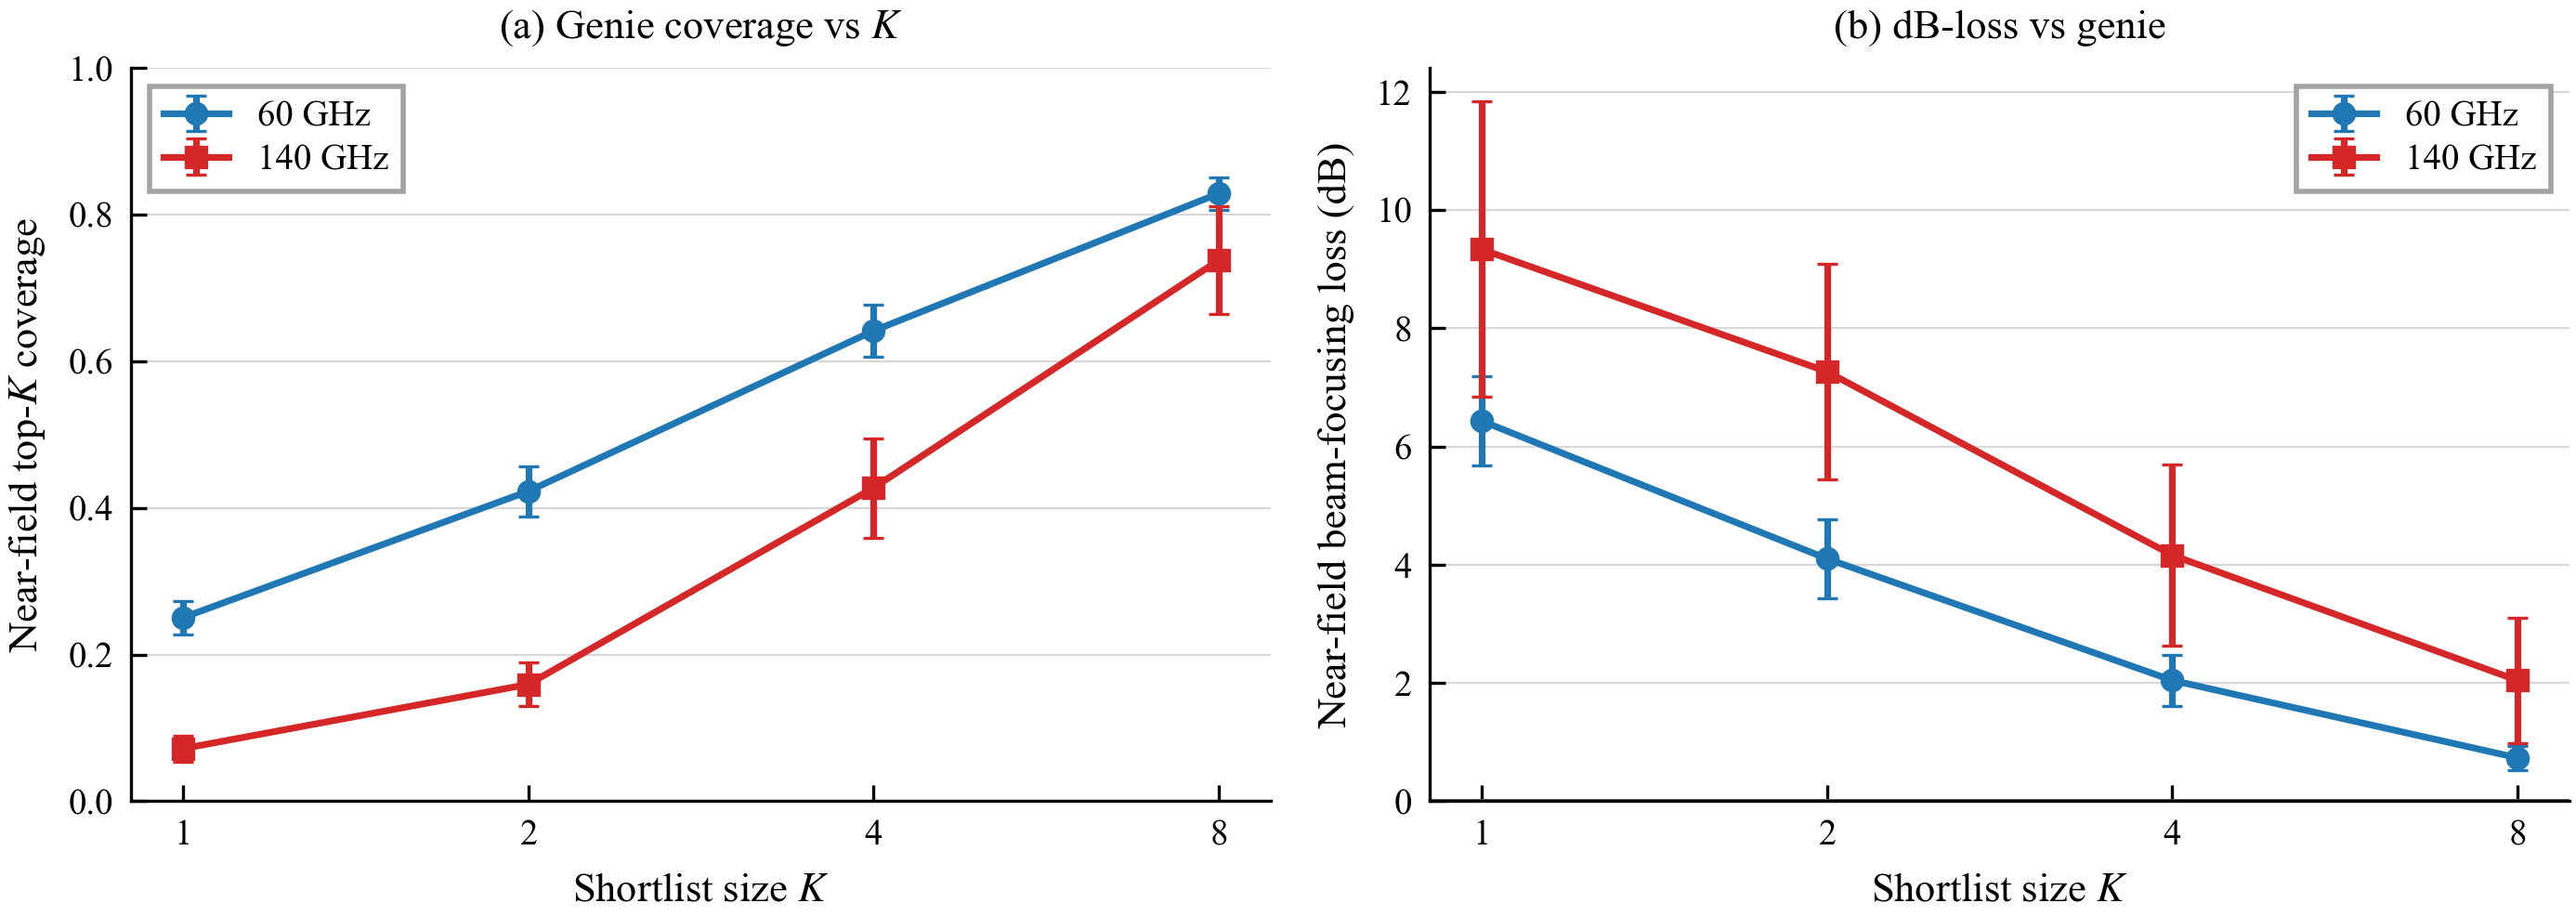 (a) Genie coverage vs K
1.0
0.8
0.6
0.4
0.2
0.0
Near-field top-K coverage
60 GHz
140 GHz
1 2 4 8
Shortlist size K
(b) dB-loss vs genie
12
10
8
6
4
2
0
Near-field beam-focusing loss (dB)
60 GHz
140 GHz
1 2 4 8
Shortlist size K